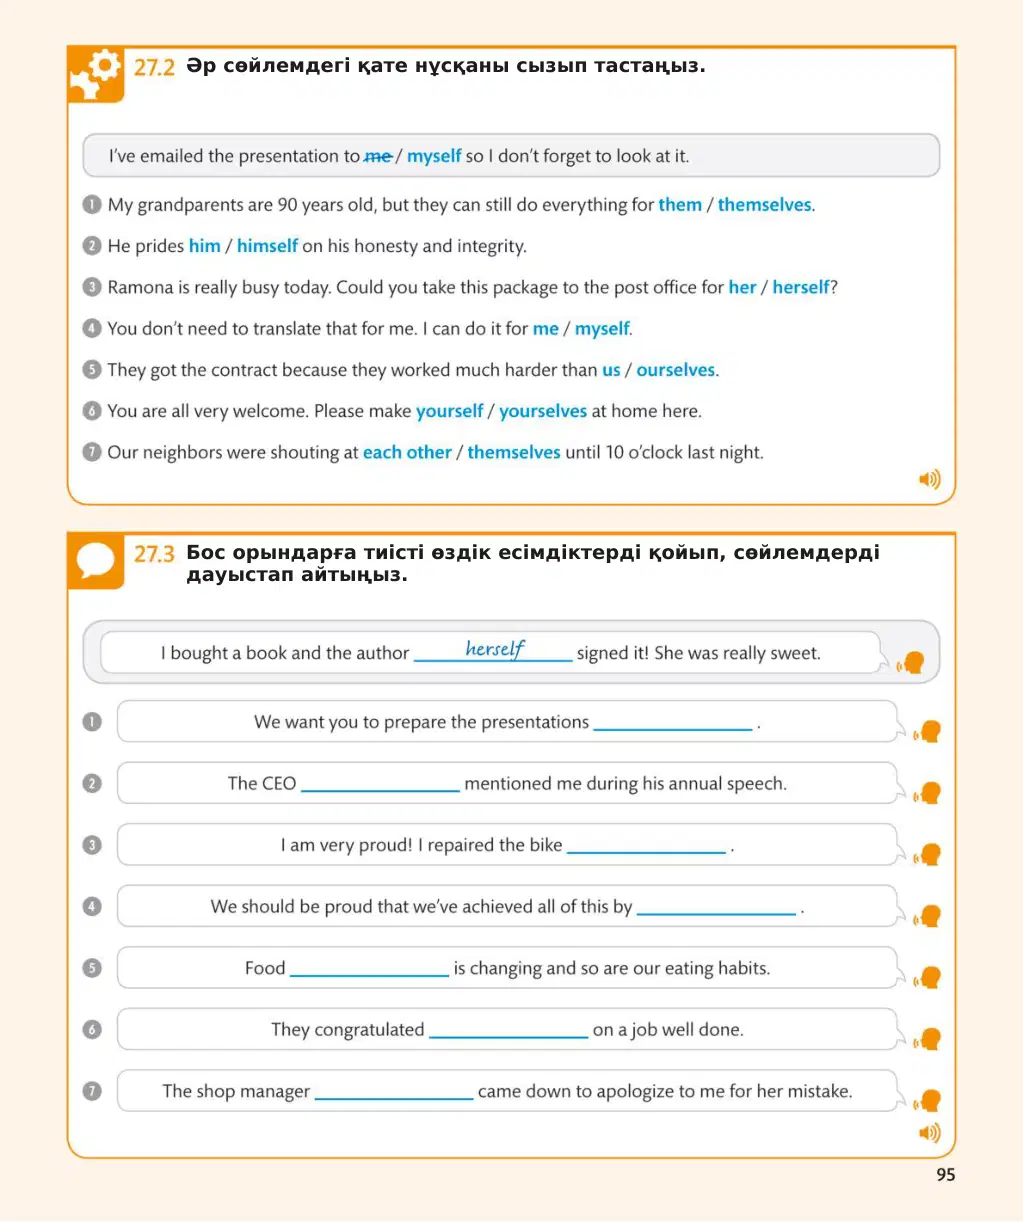 27.2 Әр сөйлемдегі қате нұсқаны сызып тастаңыз.
I’ve emailed the presentation to me / myself so I don’t forget to look at it.
1 My grandparents are 90 years old, but they can still do everything for them / themselves.
2 He prides him / himself on his honesty and integrity.
3 Ramona is really busy today. Could you take this package to the post office for her / herself?
4 You don’t need to translate that for me. I can do it for me / myself.
5 They got the contract because they worked much harder than us / ourselves.
6 You are all very welcome. Please make yourself / yourselves at home here.
7 Our neighbors were shouting at each other / themselves until 10 o’clock last night.
27.3 Бос орындарға тиісті өздік есімдіктерді қойып, сөйлемдерді
дауыстап айтыңыз.
I bought a book and the author herself signed it! She was really sweet.
1 We want you to prepare the presentations ________ .
2 The CEO ________ mentioned me during his annual speech.
3 I am very proud! I repaired the bike ________ .
4 We should be proud that we’ve achieved all of this by ________ .
5 Food ________ is changing and so are our eating habits.
6 They congratulated ________ on a job well done.
7 The shop manager ________ came down to apologize to me for her mistake.
95